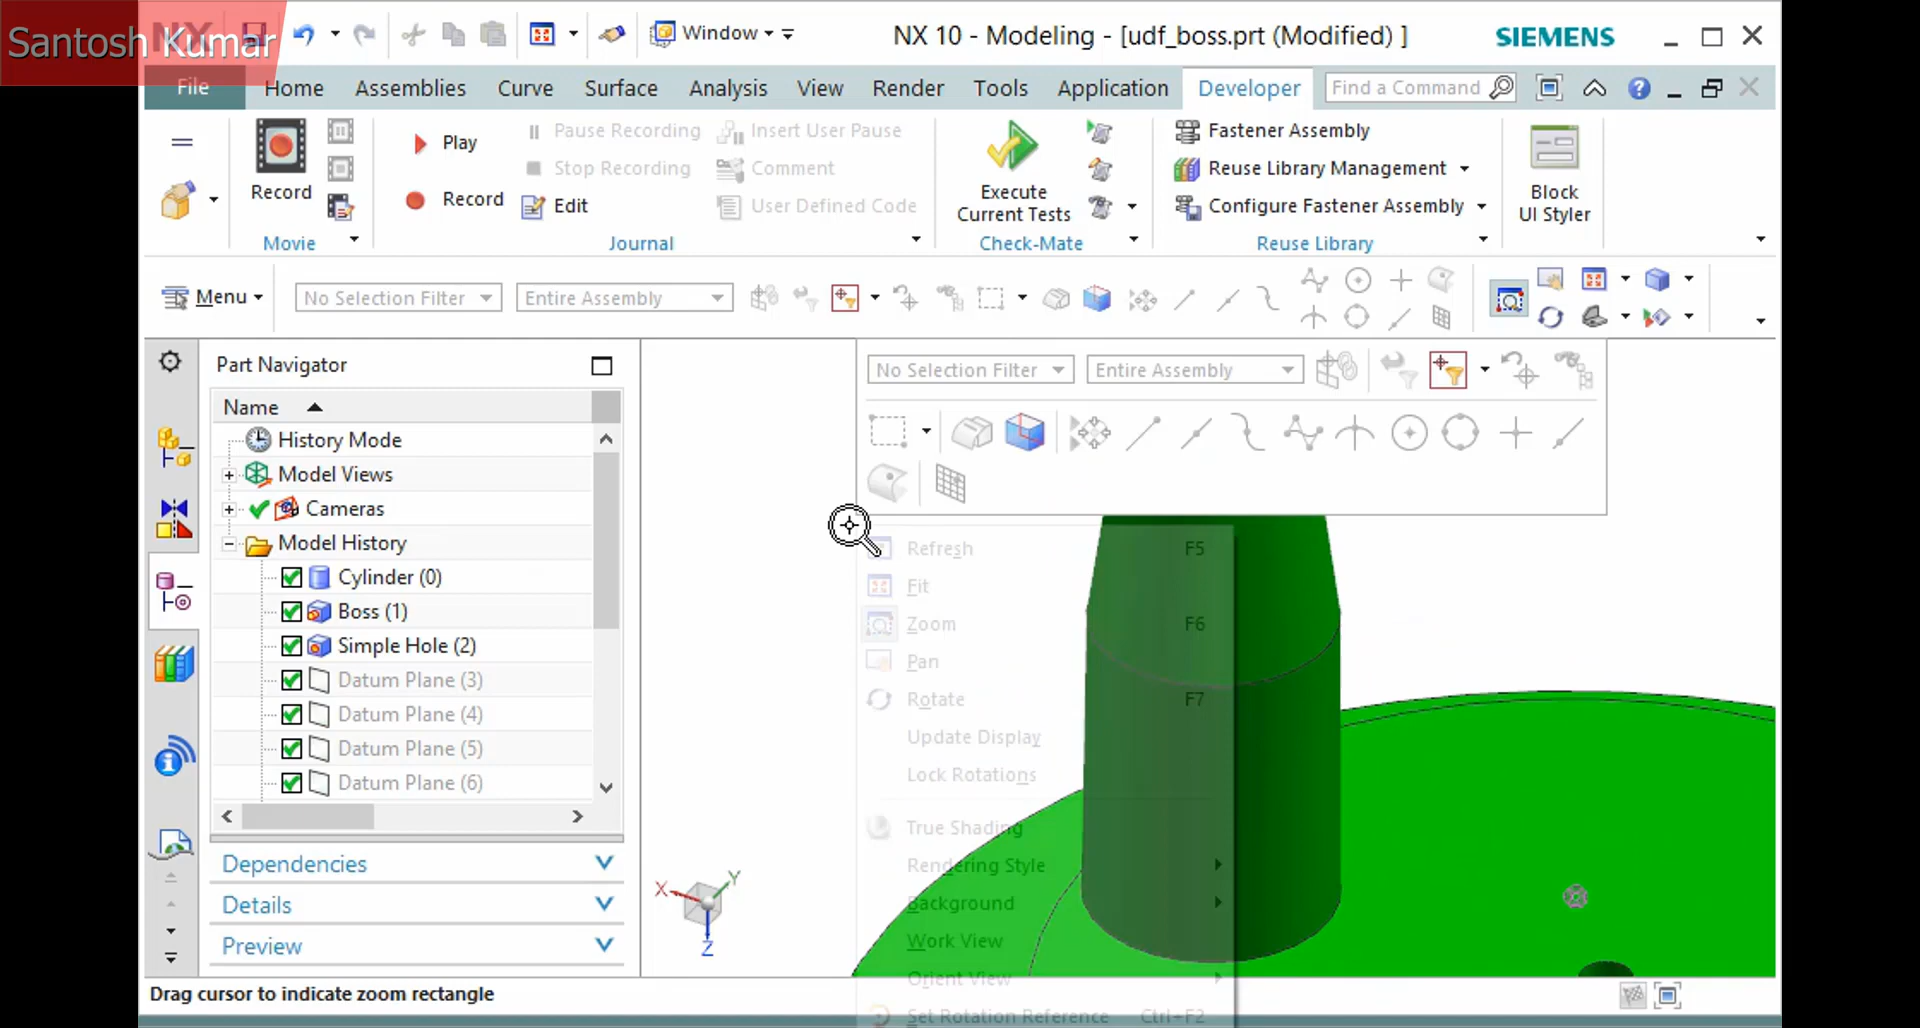 Santosh Kumar
NX
Window
NX 10 - Modeling - [udf_boss.prt (Modified) ]
SIEMENS
File
Home
Assemblies
Curve
Surface
Analysis
View
Render
Tools
Application
Developer
Find a Command
Record
Movie
Play
Record
Pause Recording
Stop Recording
Edit
Insert User Pause
Comment
User Defined Code
Journal
Execute
Current Tests
Check-Mate
Fastener Assembly
Reuse Library Management
Configure Fastener Assembly
Reuse Library
Block
UI Styler
Menu
No Selection Filter
Entire Assembly
Part Navigator
Name
History Mode
Model Views
Cameras
Model History
Cylinder (0)
Boss (1)
Simple Hole (2)
Datum Plane (3)
Datum Plane (4)
Datum Plane (5)
Datum Plane (6)
Dependencies
Details
Preview
No Selection Filter
Entire Assembly
Refresh F5
Fit
Zoom F6
Pan
Rotate F7
Update Display
Lock Rotations
True Shading
Rendering Style
Background
Work View
Orient View
Set Rotation Reference Ctrl+F2
X
Y
Z
Drag cursor to indicate zoom rectangle